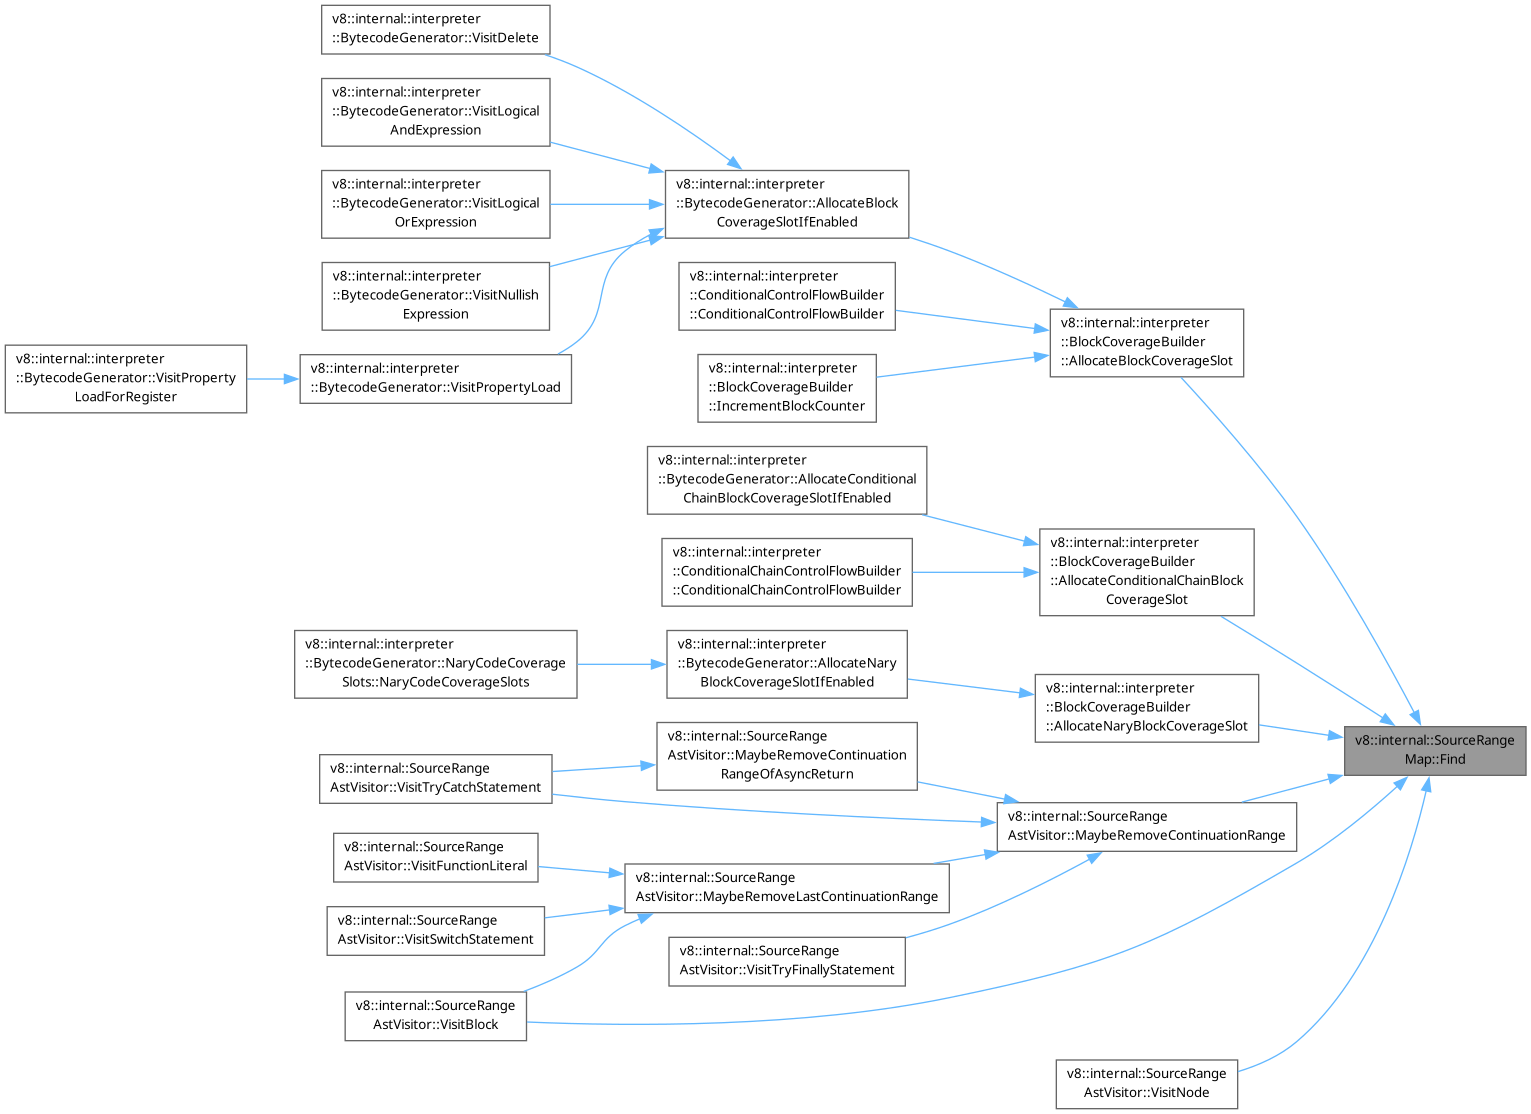 v8::internal::interpreter
::BytecodeGenerator::VisitDelete
v8::internal::interpreter
::BytecodeGenerator::VisitLogical
AndExpression
v8::internal::interpreter
::BytecodeGenerator::VisitLogical
OrExpression
v8::internal::interpreter
::BytecodeGenerator::VisitNullish
Expression
v8::internal::interpreter
::BytecodeGenerator::VisitProperty
LoadForRegister
v8::internal::interpreter
::BytecodeGenerator::VisitPropertyLoad
v8::internal::interpreter
::BytecodeGenerator::AllocateBlock
CoverageSlotIfEnabled
v8::internal::interpreter
::ConditionalControlFlowBuilder
::ConditionalControlFlowBuilder
v8::internal::interpreter
::BlockCoverageBuilder
::IncrementBlockCounter
v8::internal::interpreter
::BlockCoverageBuilder
::AllocateBlockCoverageSlot
v8::internal::interpreter
::BytecodeGenerator::AllocateConditional
ChainBlockCoverageSlotIfEnabled
v8::internal::interpreter
::ConditionalChainControlFlowBuilder
::ConditionalChainControlFlowBuilder
v8::internal::interpreter
::BlockCoverageBuilder
::AllocateConditionalChainBlock
CoverageSlot
v8::internal::interpreter
::BytecodeGenerator::NaryCodeCoverage
Slots::NaryCodeCoverageSlots
v8::internal::interpreter
::BytecodeGenerator::AllocateNary
BlockCoverageSlotIfEnabled
v8::internal::interpreter
::BlockCoverageBuilder
::AllocateNaryBlockCoverageSlot
v8::internal::SourceRange
Map::Find
v8::internal::SourceRange
AstVisitor::MaybeRemoveContinuation
RangeOfAsyncReturn
v8::internal::SourceRange
AstVisitor::VisitTryCatchStatement
v8::internal::SourceRange
AstVisitor::MaybeRemoveContinuationRange
v8::internal::SourceRange
AstVisitor::VisitFunctionLiteral
v8::internal::SourceRange
AstVisitor::MaybeRemoveLastContinuationRange
v8::internal::SourceRange
AstVisitor::VisitSwitchStatement
v8::internal::SourceRange
AstVisitor::VisitTryFinallyStatement
v8::internal::SourceRange
AstVisitor::VisitBlock
v8::internal::SourceRange
AstVisitor::VisitNode